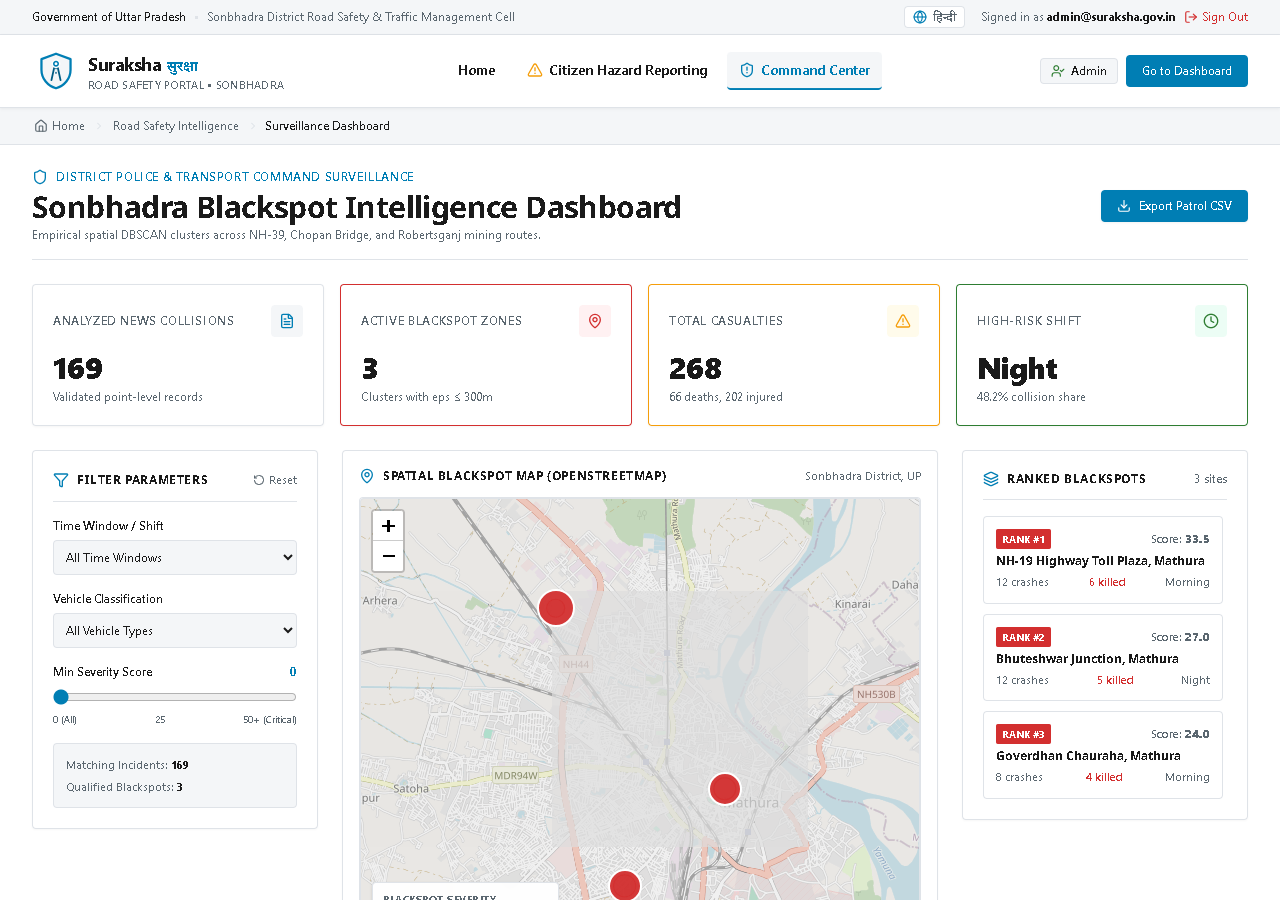 Government of Uttar Pradesh • Sonbhadra District Road Safety & Traffic Management Cell
हिन्दी
Signed in as admin@suraksha.gov.in
Sign Out
Suraksha सुरक्षा
ROAD SAFETY PORTAL • SONBHADRA
Home
Citizen Hazard Reporting
Command Center
Admin
Go to Dashboard
Home
Road Safety Intelligence
Surveillance Dashboard
DISTRICT POLICE & TRANSPORT COMMAND SURVEILLANCE
Sonbhadra Blackspot Intelligence Dashboard
Empirical spatial DBSCAN clusters across NH-39, Chopan Bridge, and Robertsganj mining routes.
Export Patrol CSV
ANALYZED NEWS COLLISIONS
169
Validated point-level records
ACTIVE BLACKSPOT ZONES
3
Clusters with eps ≤ 300m
TOTAL CASUALTIES
268
66 deaths, 202 injured
HIGH-RISK SHIFT
Night
48.2% collision share
FILTER PARAMETERS
Reset
Time Window / Shift
All Time Windows
Vehicle Classification
All Vehicle Types
Min Severity Score 0
0 (All) 25 50+ (Critical)
Matching Incidents: 169
Qualified Blackspots: 3
SPATIAL BLACKSPOT MAP (OPENSTREETMAP)
Sonbhadra District, UP
+
−
Mathura Road
Arhera
Daha
Kinarai
Mathura Road
NH44
NH530B
MDR94W
Satoha
pur
mathura
Yamuna
BLACKSPOT SEVERITY
RANKED BLACKSPOTS
3 sites
RANK #1 Score: 33.5
NH-19 Highway Toll Plaza, Mathura
12 crashes 6 killed Morning
RANK #2 Score: 27.0
Bhuteshwar Junction, Mathura
12 crashes 5 killed Night
RANK #3 Score: 24.0
Goverdhan Chauraha, Mathura
8 crashes 4 killed Morning